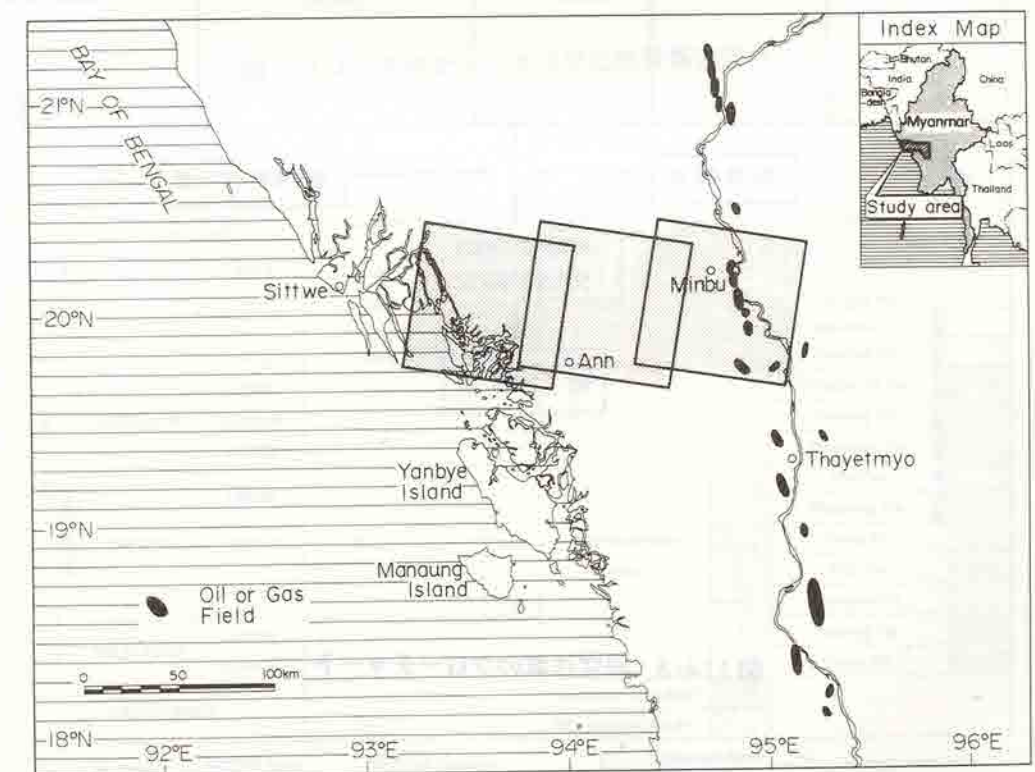 Index Map
Bhutan
India
China
Bangla
desh
Myanmar
Laos
Thailand
Study area
BAY OF BENGAL
21°N
20°N
19°N
18°N
Sittwe
Minbu
Ann
Thayetmyo
Yanbye
Island
Manaung
Island
Oil or Gas
Field
0 50 100km
92°E 93°E 94°E 95°E 96°E